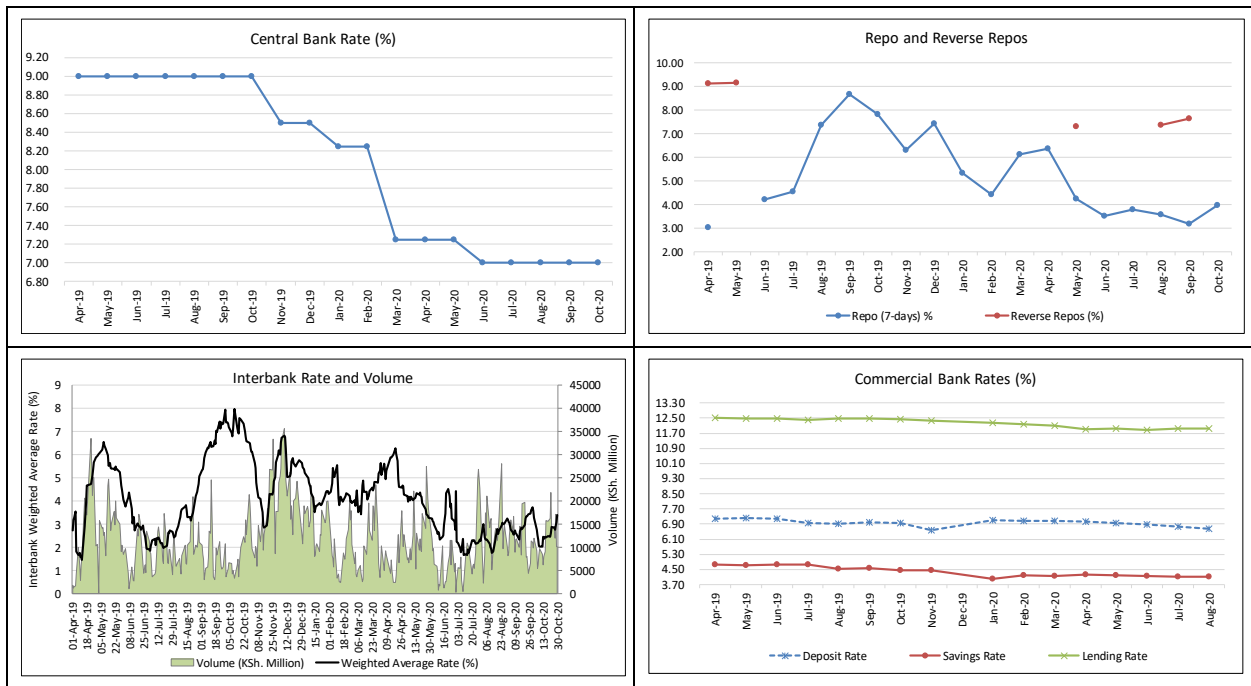 Central Bank Rate (%)
9.20
9.00
8.80
8.60
8.40
8.20
8.00
7.80
7.60
7.40
7.20
7.00
6.80
Apr-19
May-19
Jun-19
Jul-19
Aug-19
Sep-19
Oct-19
Nov-19
Dec-19
Jan-20
Feb-20
Mar-20
Apr-20
May-20
Jun-20
Jul-20
Aug-20
Sep-20
Oct-20
Repo and Reverse Repos
10.00
9.00
8.00
7.00
6.00
5.00
4.00
3.00
2.00
Apr-19
May-19
Jun-19
Jul-19
Aug-19
Sep-19
Oct-19
Nov-19
Dec-19
Jan-20
Feb-20
Mar-20
Apr-20
May-20
Jun-20
Jul-20
Aug-20
Sep-20
Oct-20
Repo (7-days) %
Reverse Repos (%)
Interbank Rate and Volume
Interbank Weighted Average Rate (%)
9
8
7
6
5
4
3
2
1
0
45000
40000
35000
30000
25000
20000
15000
10000
5000
0
Volume (KSh. Million)
01-Apr-19
18-Apr-19
05-May-19
22-May-19
08-Jun-19
25-Jun-19
12-Jul-19
29-Jul-19
15-Aug-19
01-Sep-19
18-Sep-19
05-Oct-19
22-Oct-19
08-Nov-19
25-Nov-19
12-Dec-19
29-Dec-19
15-Jan-20
01-Feb-20
18-Feb-20
06-Mar-20
23-Mar-20
09-Apr-20
26-Apr-20
13-May-20
30-May-20
16-Jun-20
03-Jul-20
20-Jul-20
06-Aug-20
23-Aug-20
09-Sep-20
26-Sep-20
13-Oct-20
30-Oct-20
Volume (KSh. Million)
Weighted Average Rate (%)
Commercial Bank Rates (%)
13.30
12.50
11.70
10.90
10.10
9.30
8.50
7.70
6.90
6.10
5.30
4.50
3.70
Apr-19
May-19
Jun-19
Jul-19
Aug-19
Sep-19
Oct-19
Nov-19
Dec-19
Jan-20
Feb-20
Mar-20
Apr-20
May-20
Jun-20
Jul-20
Aug-20
Deposit Rate
Savings Rate
Lending Rate